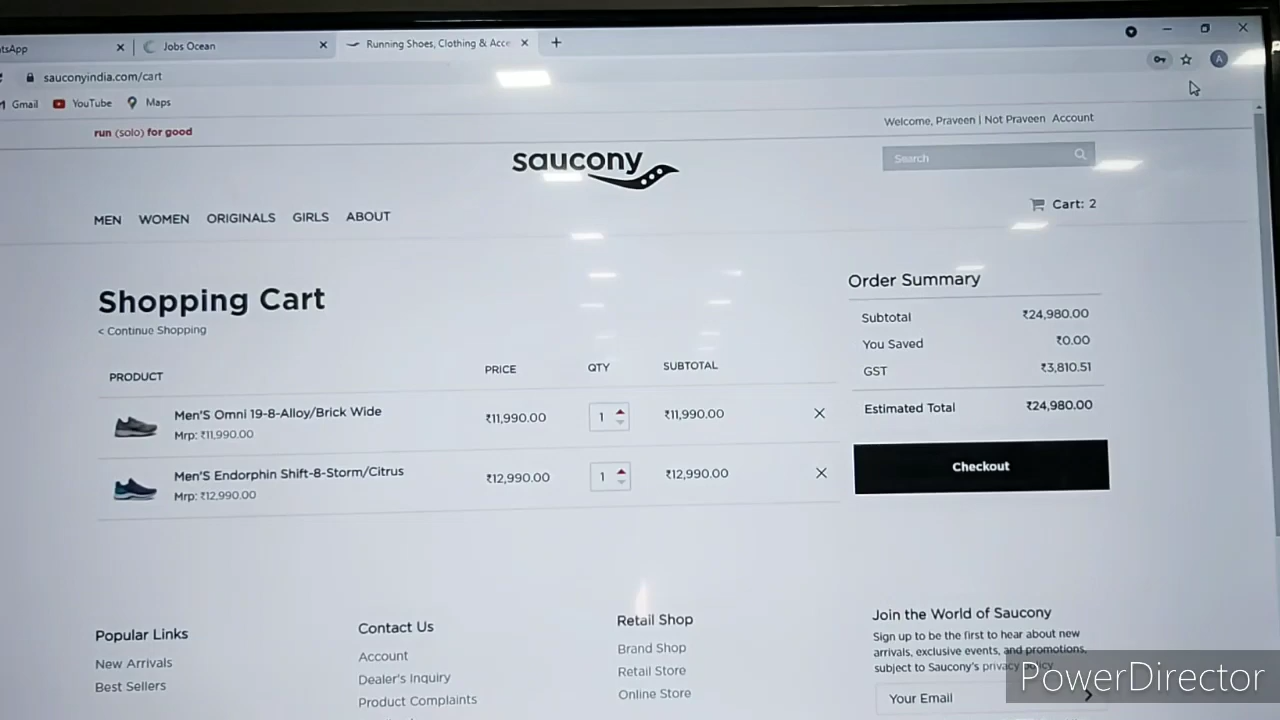 tsApp
Jobs Ocean
Running Shoes, Clothing & Acce
sauconyindia.com/cart
Gmail YouTube Maps
run (solo) for good
Welcome, Praveen | Not Praveen Account
saucony
Search
Cart: 2
MEN WOMEN ORIGINALS GIRLS ABOUT
Shopping Cart
< Continue Shopping
PRODUCT PRICE QTY SUBTOTAL
Men'S Omni 19-8-Alloy/Brick Wide
Mrp: ₹11,990.00
₹11,990.00 1 ₹11,990.00
Men'S Endorphin Shift-8-Storm/Citrus
Mrp: ₹12,990.00
₹12,990.00 1 ₹12,990.00
Order Summary
Subtotal ₹24,980.00
You Saved ₹0.00
GST ₹3,810.51
Estimated Total ₹24,980.00
Checkout
Popular Links
New Arrivals
Best Sellers
Contact Us
Account
Dealer's Inquiry
Product Complaints
Retail Shop
Brand Shop
Retail Store
Online Store
Join the World of Saucony
Sign up to be the first to hear about new
arrivals, exclusive events, and promotions,
subject to Saucony's privacy policy
Your Email
PowerDirector